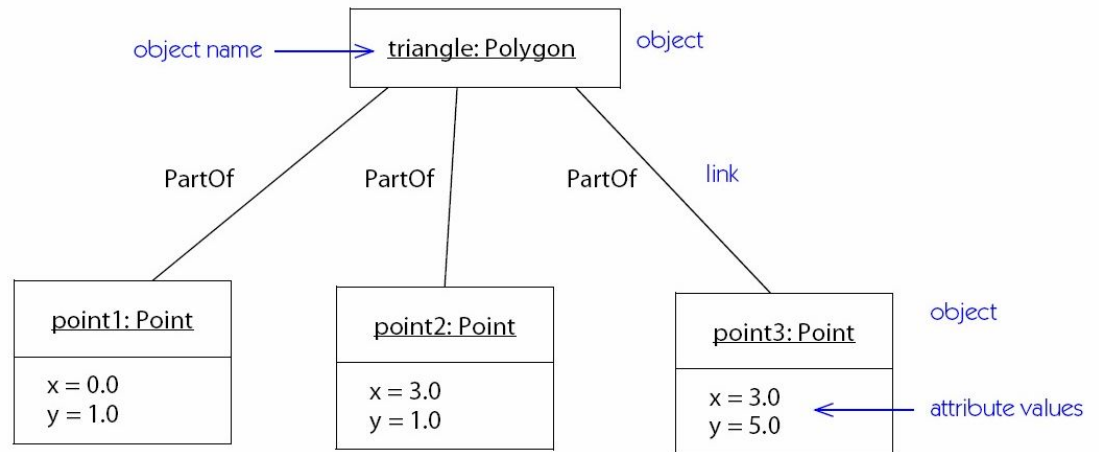 object name
triangle: Polygon
object
PartOf
PartOf
PartOf
link
point1: Point
x = 0.0
y = 1.0
point2: Point
x = 3.0
y = 1.0
point3: Point
x = 3.0
y = 5.0
object
attribute values